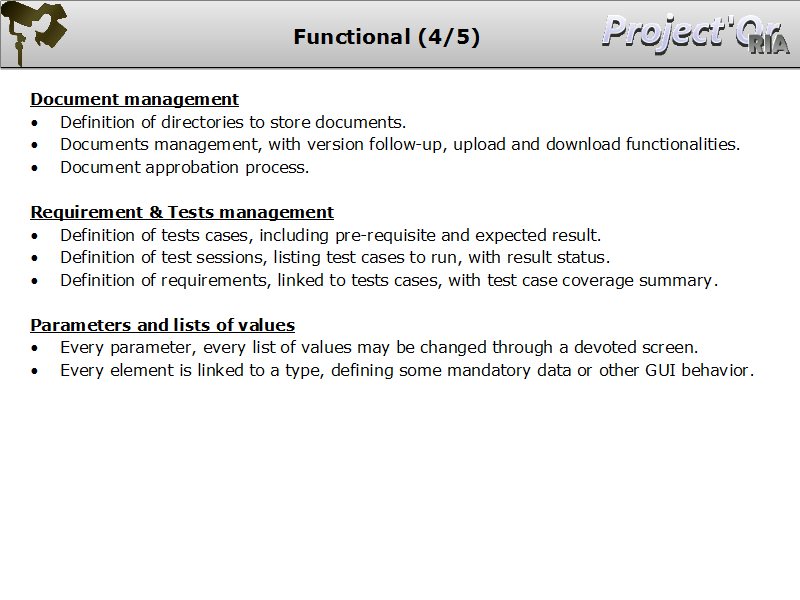 Functional (4/5)
Project'Or
RIA
Document management
• Definition of directories to store documents.
• Documents management, with version follow-up, upload and download functionalities.
• Document approbation process.
Requirement & Tests management
• Definition of tests cases, including pre-requisite and expected result.
• Definition of test sessions, listing test cases to run, with result status.
• Definition of requirements, linked to tests cases, with test case coverage summary.
Parameters and lists of values
• Every parameter, every list of values may be changed through a devoted screen.
• Every element is linked to a type, defining some mandatory data or other GUI behavior.